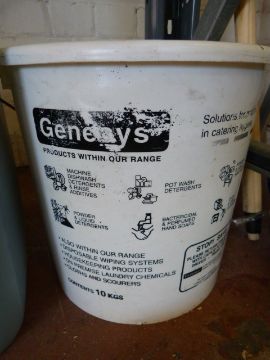 Genesys
PRODUCTS WITHIN OUR RANGE
Solutions for
in catering
MACHINE
DISHWASH
DETERGENTS
& RINSE
ADDITIVES
POT WASH
DETERGENTS
POWDER
& LIQUID
DETERGENTS
BACTERICIDAL
& PERFUMED
HAND SOAPS
ALSO WITHIN OUR RANGE
DISPOSABLE WIPING SYSTEMS
HOUSEKEEPING PRODUCTS
PREMISE LAUNDRY CHEMICALS
AND SCOURERS
CONTENTS 10 KGS
STOP